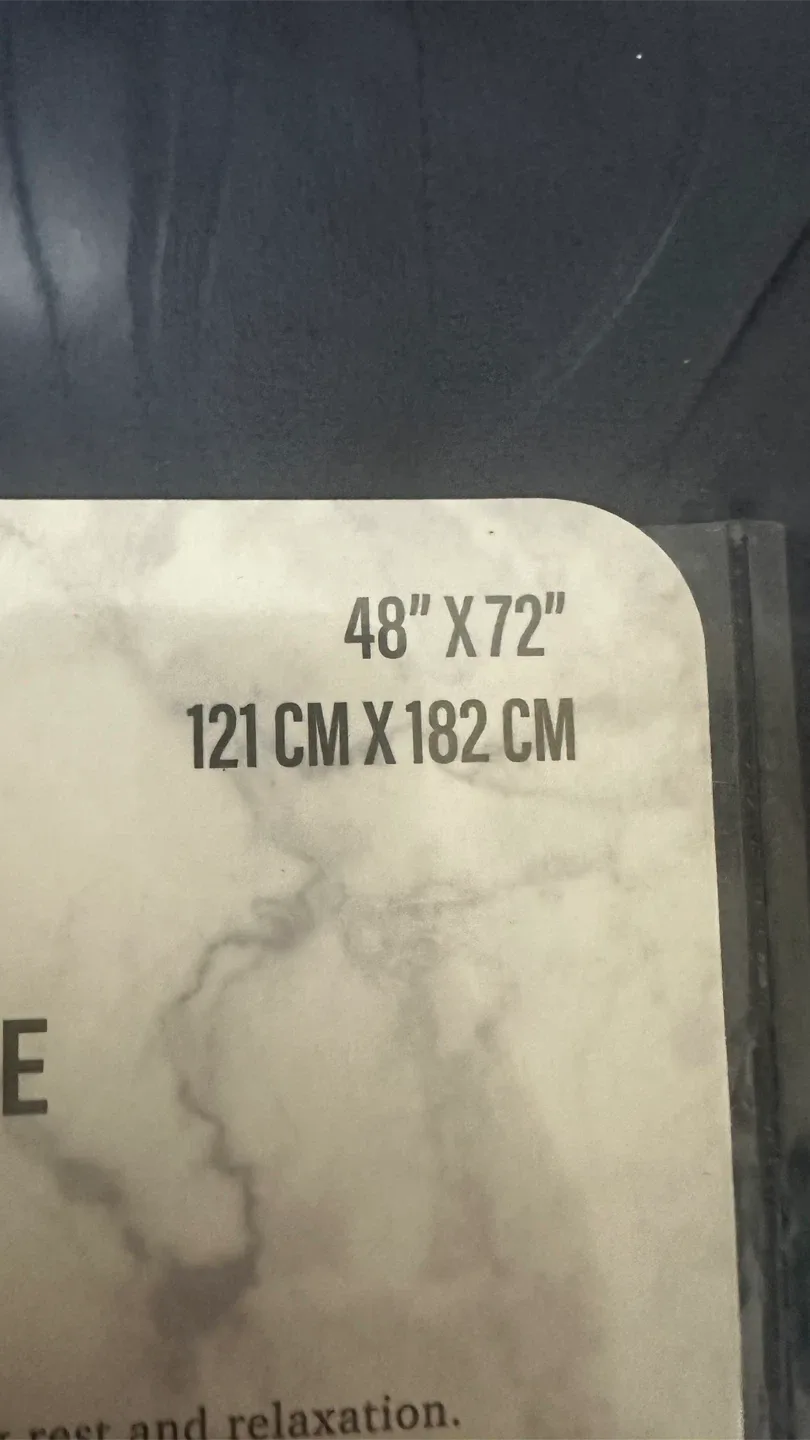 48" X 72"
121 CM X 182 CM
E
rest and relaxation.